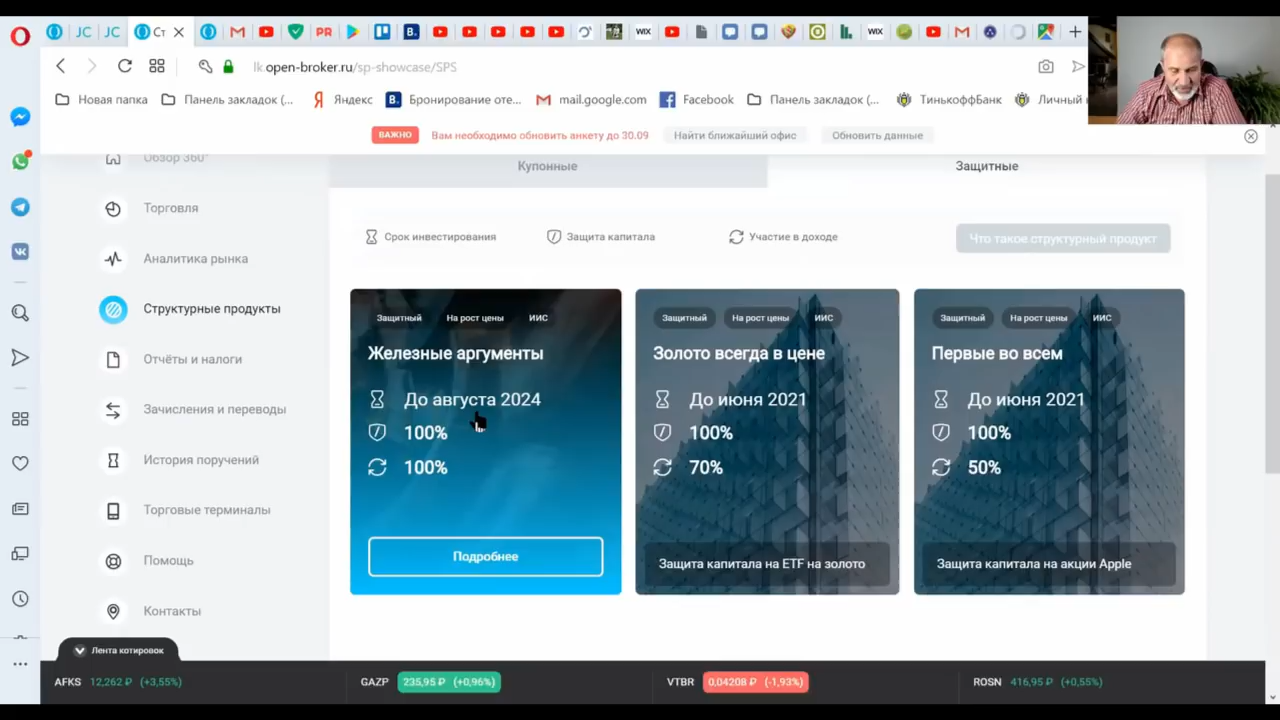 JC
JC
Ст
PR
B.
WIX
WIX
lk.open-broker.ru/sp-showcase/SPS
Новая папка
Панель закладок (...
Я Яндекс
B. Бронирование оте...
mail.google.com
Facebook
Панель закладок (...
ТинькоффБанк
Личный
ВАЖНО
Вам необходимо обновить анкету до 30.09
Найти ближайший офис
Обновить данные
Обзор 360°
Торговля
Аналитика рынка
Структурные продукты
Отчёты и налоги
Зачисления и переводы
История поручений
Торговые терминалы
Помощь
Контакты
Купонные
Защитные
Срок инвестирования
Защита капитала
Участие в доходе
Что такое структурный продукт
Защитный На рост цены ИИС
Железные аргументы
До августа 2024
100%
100%
Подробнее
Защитный На рост цены ИИС
Золото всегда в цене
До июня 2021
100%
70%
Защита капитала на ETF на золото
Защитный На рост цены ИИС
Первые во всем
До июня 2021
100%
50%
Защита капитала на акции Apple
Лента котировок
AFKS 12,262 ₽ (+3,55%)
GAZP 235,95 ₽ (+0,96%)
VTBR 0,04208 ₽ (-1,93%)
ROSN 416,95 ₽ (+0,55%)